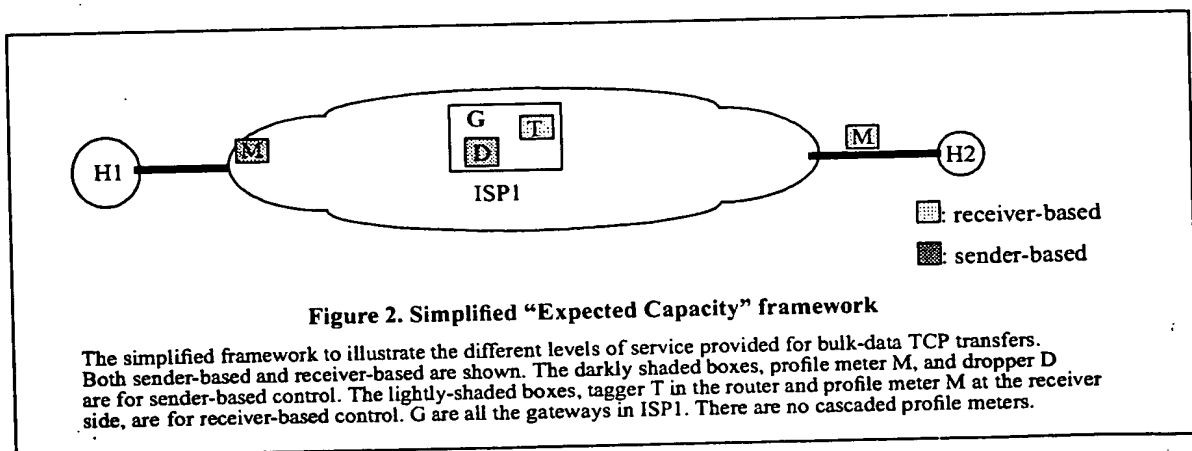 G
T
M
M
D
H1
H2
ISP1
: receiver-based
: sender-based
Figure 2. Simplified “Expected Capacity” framework
The simplified framework to illustrate the different levels of service provided for bulk-data TCP transfers.
Both sender-based and receiver-based are shown. The darkly shaded boxes, profile meter M, and dropper D
are for sender-based control. The lightly-shaded boxes, tagger T in the router and profile meter M at the receiver
side, are for receiver-based control. G are all the gateways in ISP1. There are no cascaded profile meters.